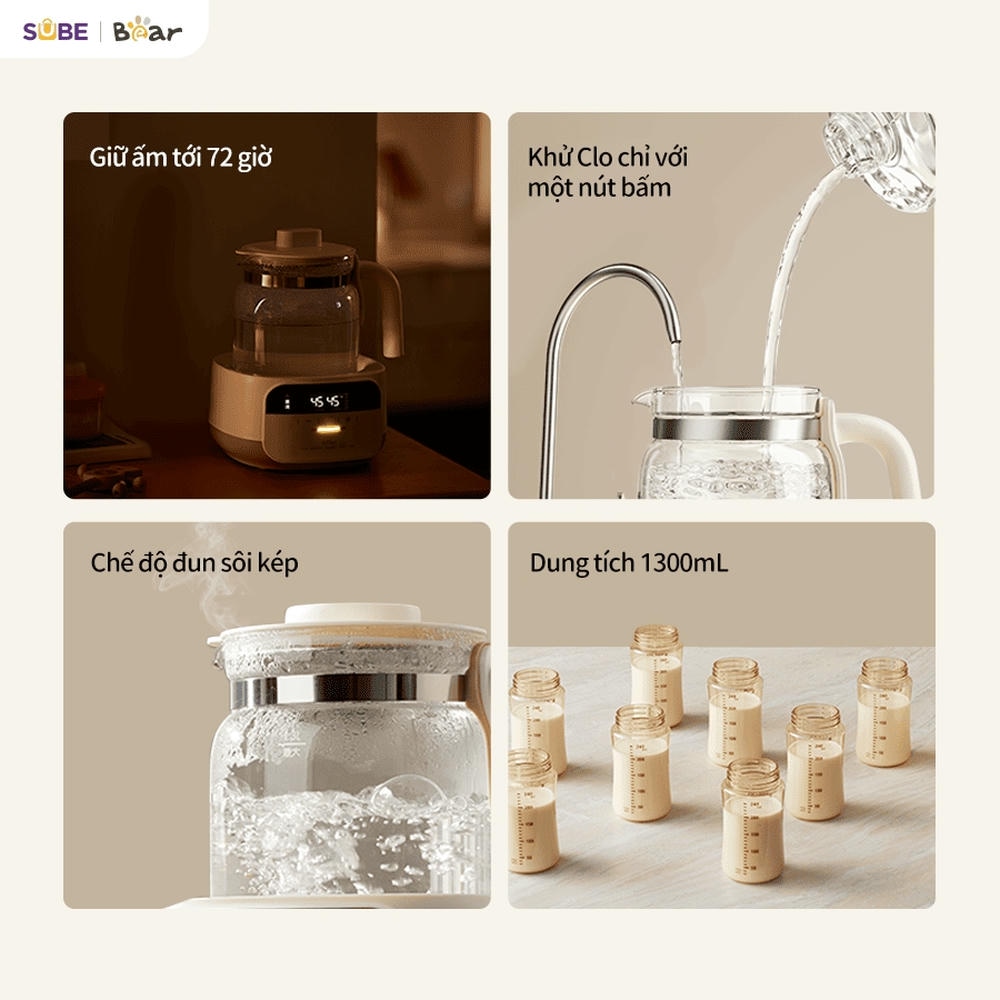 SUBE | Bear
Giữ ấm tới 72 giờ
Khử Clo chỉ với
một nút bấm
45 45
Chế độ đun sôi kép
Dung tích 1300mL